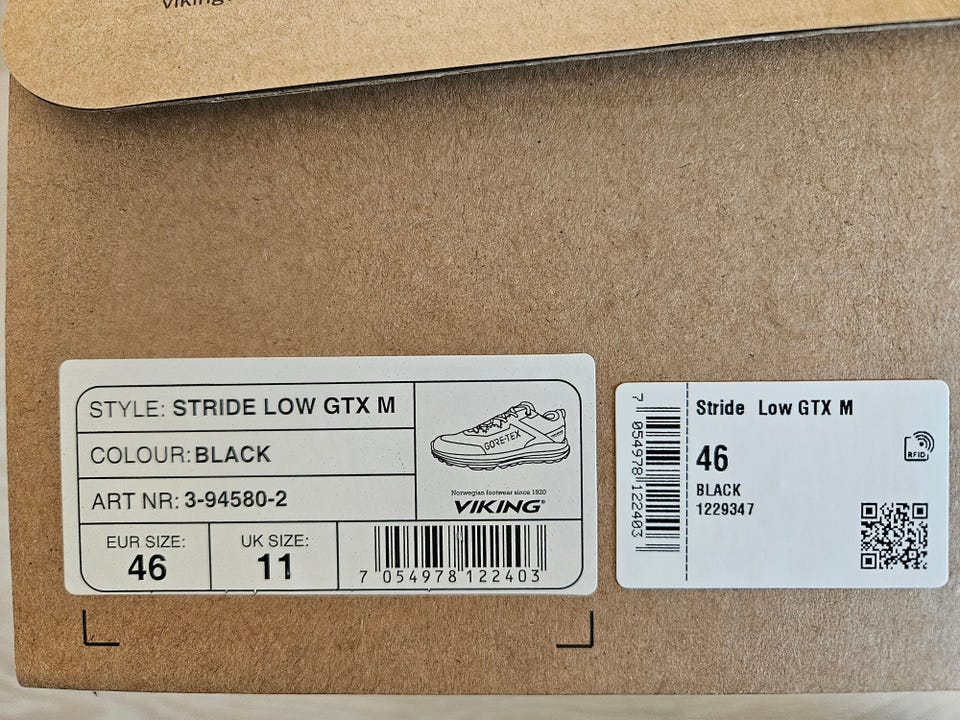 viking.
STYLE: STRIDE LOW GTX M
COLOUR: BLACK
ART NR: 3-94580-2
GORE-TEX
Norwegian footwear since 1920
VIKING®
EUR SIZE:
46
UK SIZE:
11
7 054978 122403
7 054978 122403
Stride Low GTX M
46
BLACK
1229347
RFID